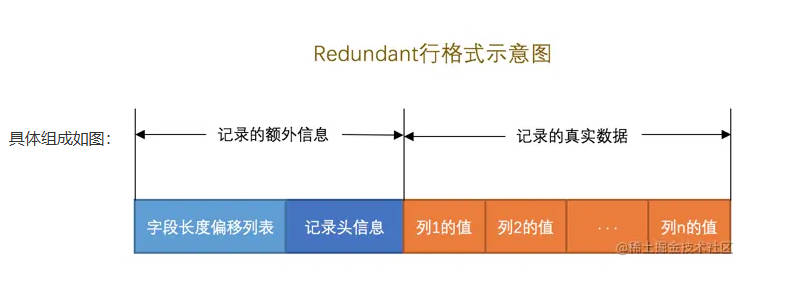 Redundant行格式示意图
具体组成如图：
记录的额外信息
记录的真实数据
字段长度偏移列表
记录头信息
列1的值
列2的值
...
列n的值
@稀土掘金技术社区